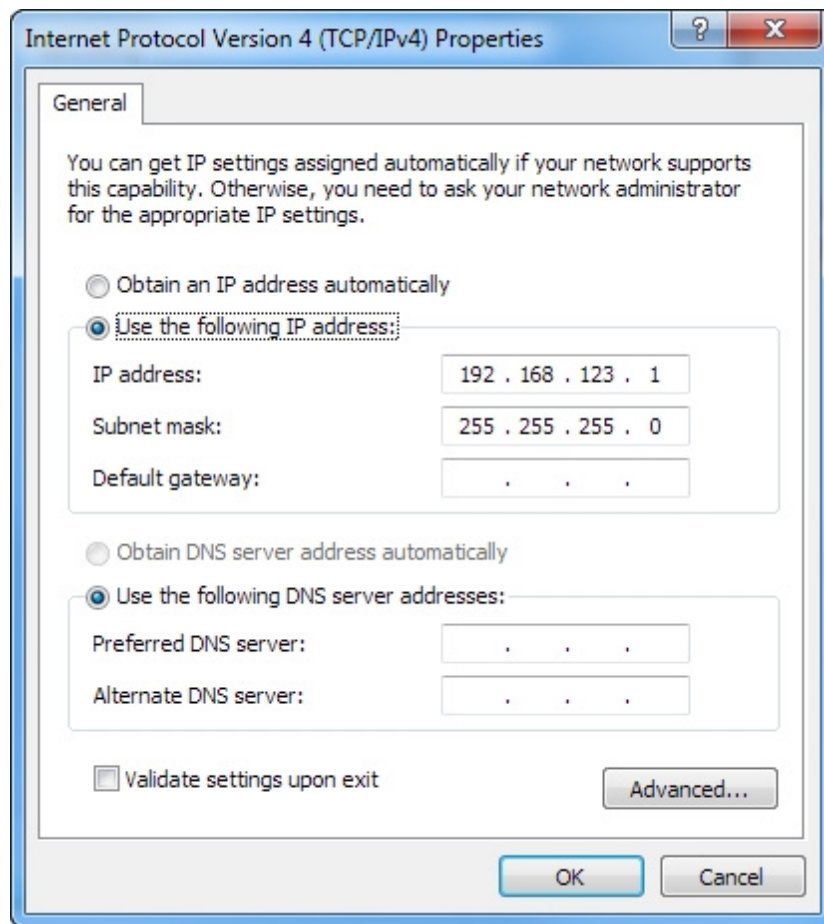 Internet Protocol Version 4 (TCP/IPv4) Properties
?
X
General
You can get IP settings assigned automatically if your network supports
this capability. Otherwise, you need to ask your network administrator
for the appropriate IP settings.
Obtain an IP address automatically
Use the following IP address:
IP address: 192 . 168 . 123 . 1
Subnet mask: 255 . 255 . 255 . 0
Default gateway: . . .
Obtain DNS server address automatically
Use the following DNS server addresses:
Preferred DNS server: . . .
Alternate DNS server: . . .
Validate settings upon exit
Advanced...
OK Cancel